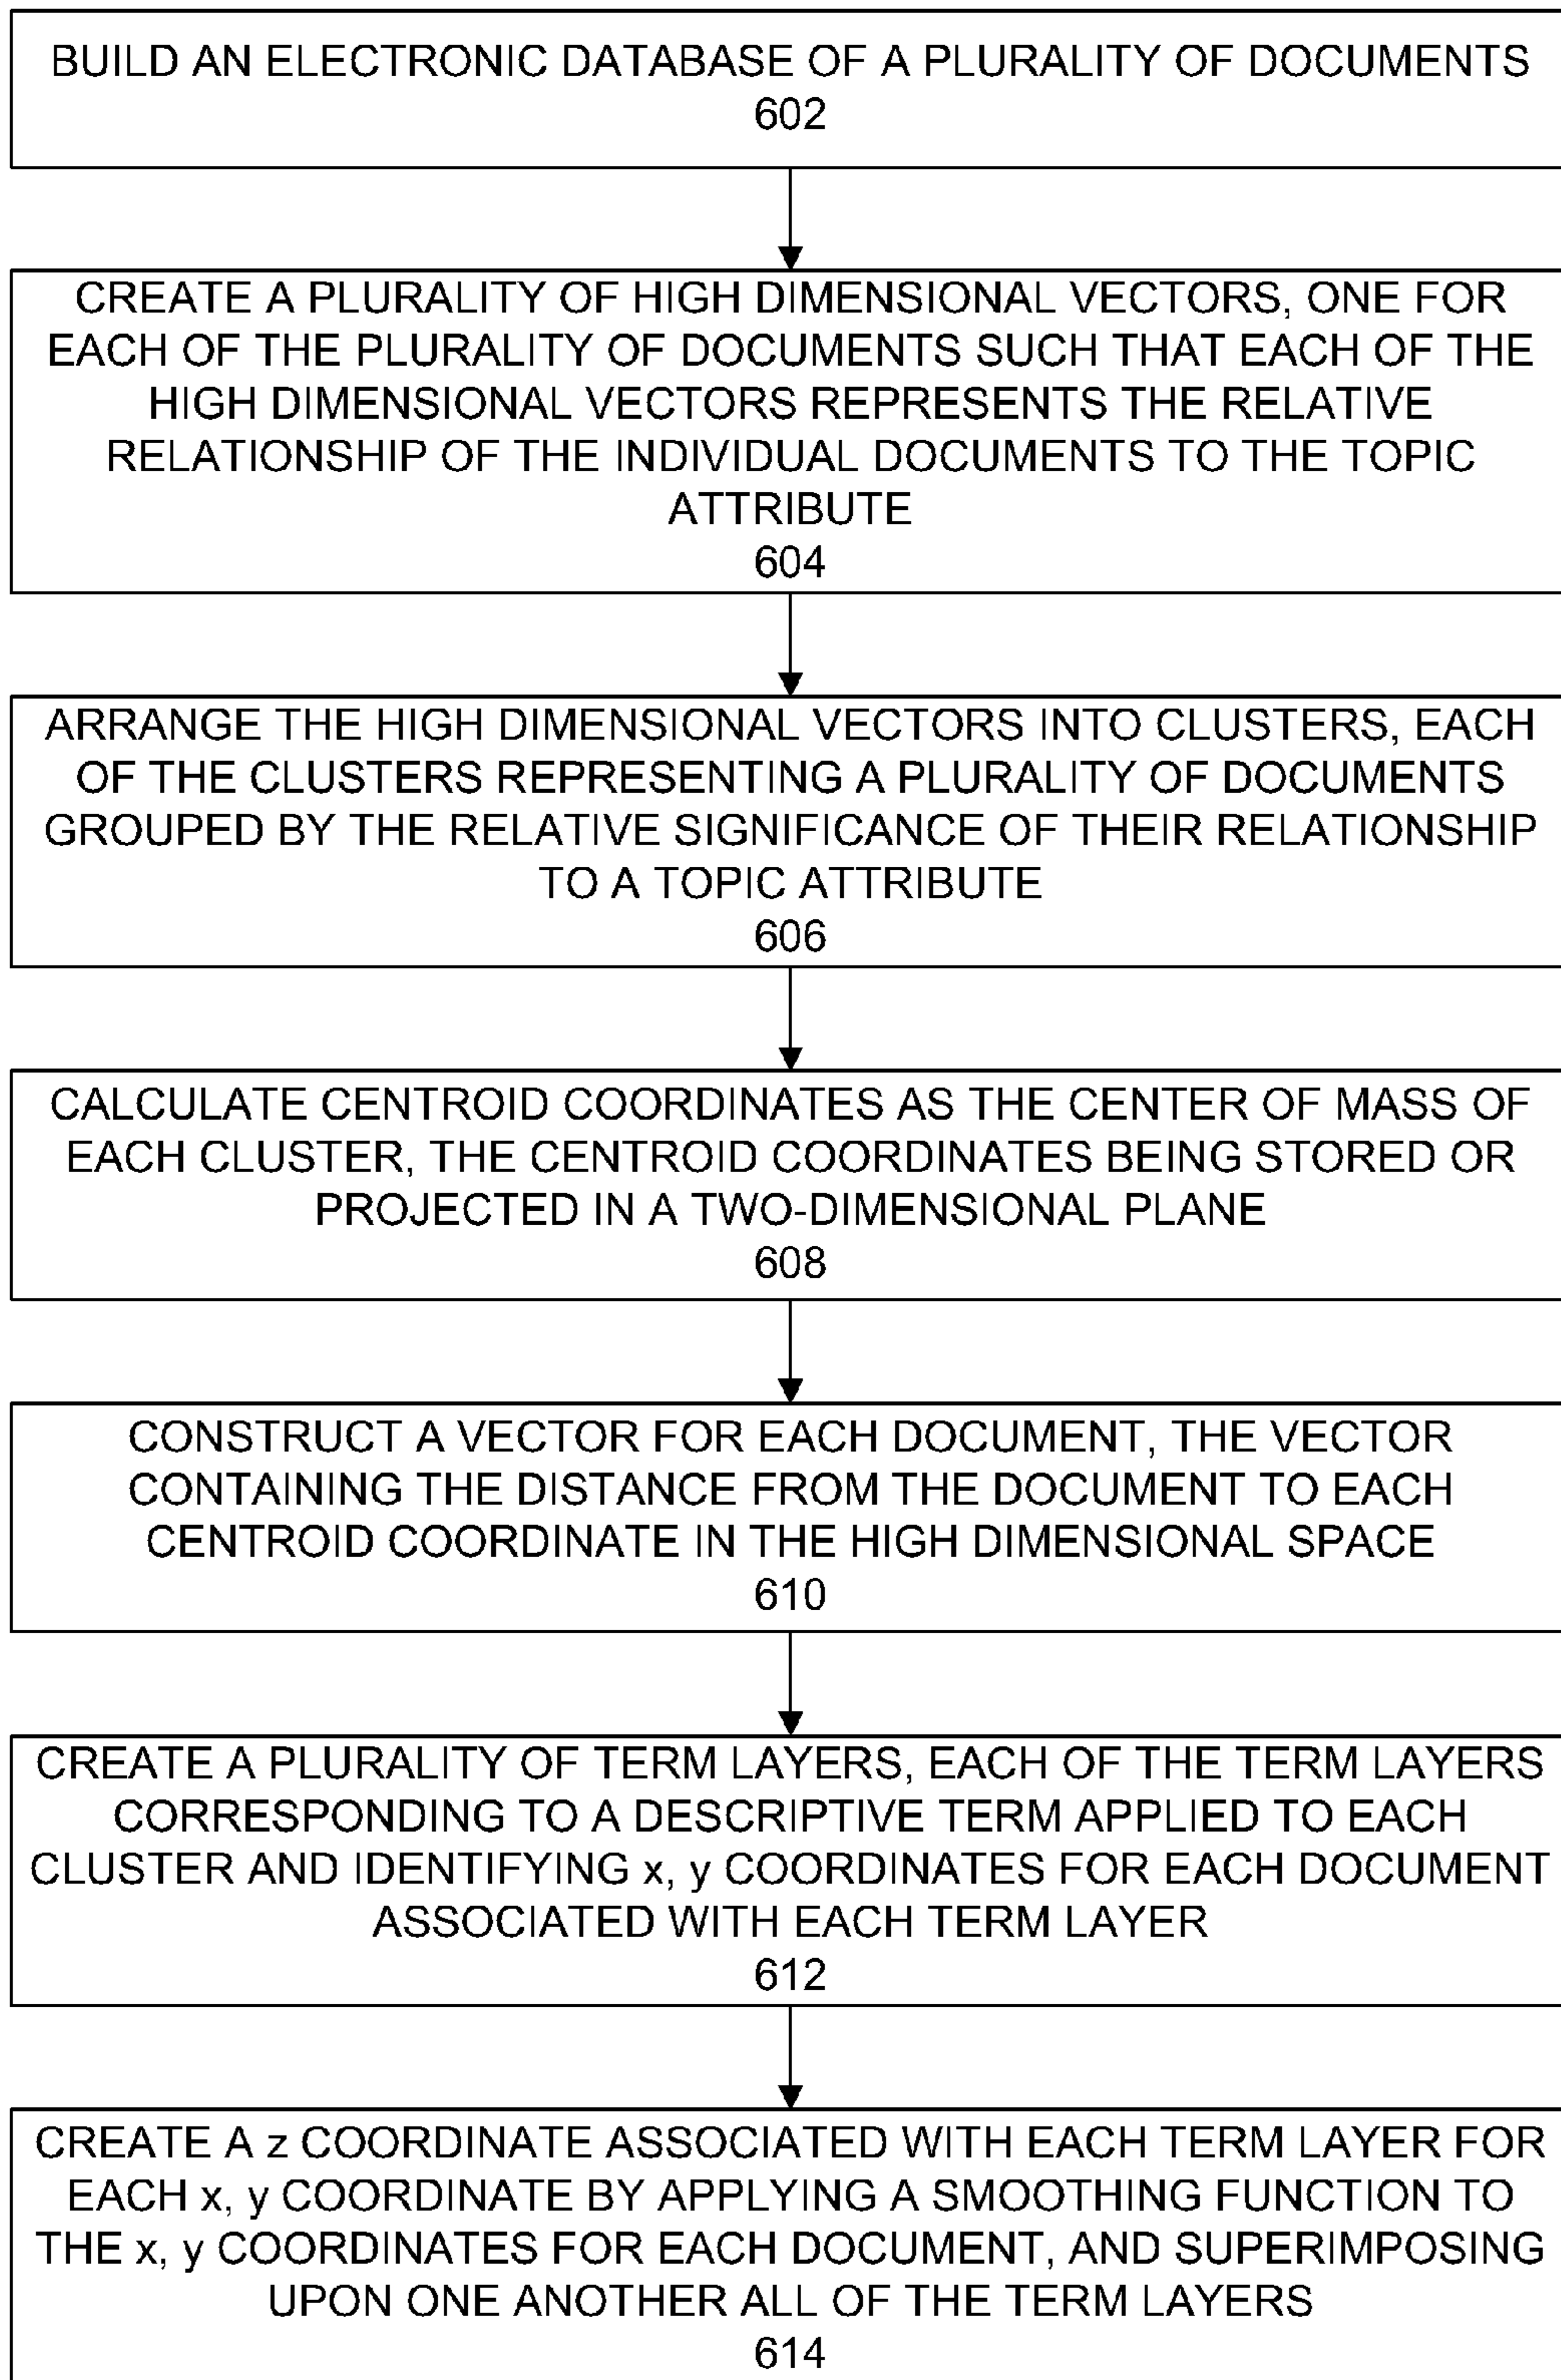 BUILD AN ELECTRONIC DATABASE OF A PLURALITY OF DOCUMENTS
602
CREATE A PLURALITY OF HIGH DIMENSIONAL VECTORS, ONE FOR
EACH OF THE PLURALITY OF DOCUMENTS SUCH THAT EACH OF THE
HIGH DIMENSIONAL VECTORS REPRESENTS THE RELATIVE
RELATIONSHIP OF THE INDIVIDUAL DOCUMENTS TO THE TOPIC
ATTRIBUTE
604
ARRANGE THE HIGH DIMENSIONAL VECTORS INTO CLUSTERS, EACH
OF THE CLUSTERS REPRESENTING A PLURALITY OF DOCUMENTS
GROUPED BY THE RELATIVE SIGNIFICANCE OF THEIR RELATIONSHIP
TO A TOPIC ATTRIBUTE
606
CALCULATE CENTROID COORDINATES AS THE CENTER OF MASS OF
EACH CLUSTER, THE CENTROID COORDINATES BEING STORED OR
PROJECTED IN A TWO-DIMENSIONAL PLANE
608
CONSTRUCT A VECTOR FOR EACH DOCUMENT, THE VECTOR
CONTAINING THE DISTANCE FROM THE DOCUMENT TO EACH
CENTROID COORDINATE IN THE HIGH DIMENSIONAL SPACE
610
CREATE A PLURALITY OF TERM LAYERS, EACH OF THE TERM LAYERS
CORRESPONDING TO A DESCRIPTIVE TERM APPLIED TO EACH
CLUSTER AND IDENTIFYING x, y COORDINATES FOR EACH DOCUMENT
ASSOCIATED WITH EACH TERM LAYER
612
CREATE A z COORDINATE ASSOCIATED WITH EACH TERM LAYER FOR
EACH x, y COORDINATE BY APPLYING A SMOOTHING FUNCTION TO
THE x, y COORDINATES FOR EACH DOCUMENT, AND SUPERIMPOSING
UPON ONE ANOTHER ALL OF THE TERM LAYERS
614